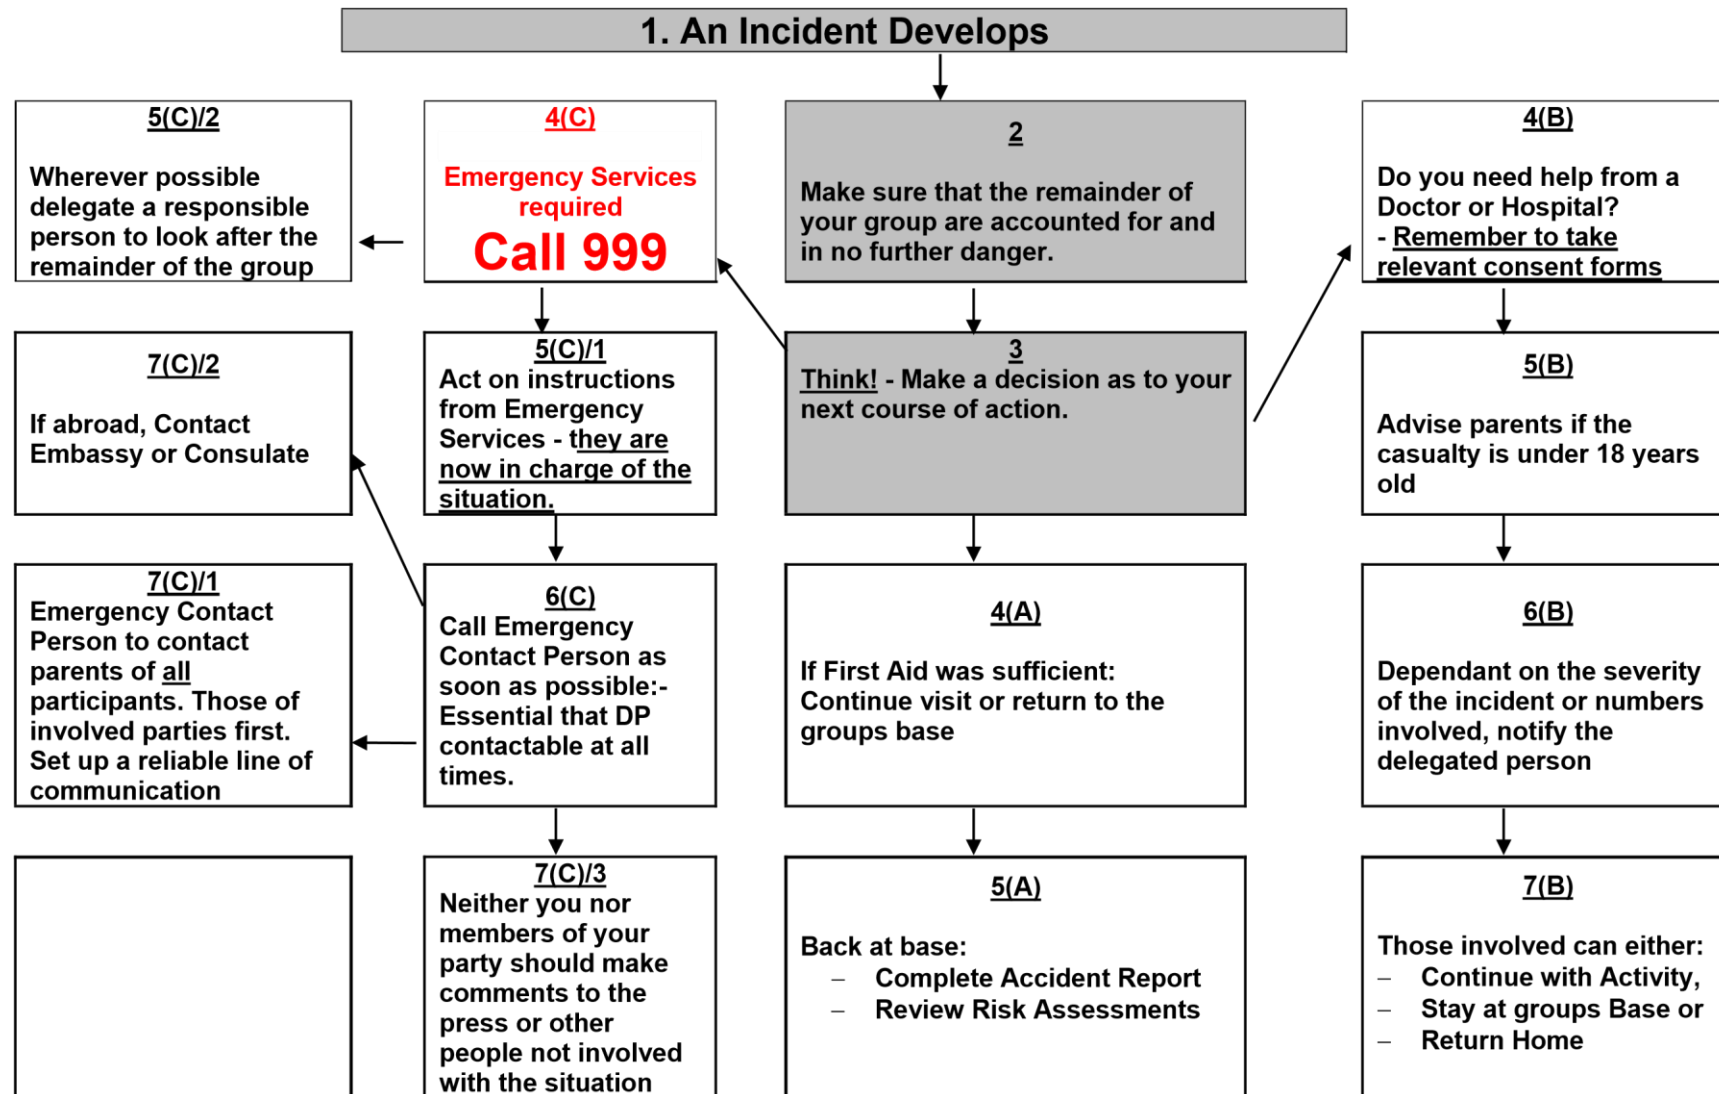 1. An Incident Develops
5(C)/2
Wherever possible
delegate a responsible
person to look after the
remainder of the group
4(C)
Emergency Services
required
Call 999
2
Make sure that the remainder of
your group are accounted for and
in no further danger.
4(B)
Do you need help from a
Doctor or Hospital?
- Remember to take
relevant consent forms
7(C)/2
If abroad, Contact
Embassy or Consulate
5(C)/1
Act on instructions
from Emergency
Services - they are
now in charge of the
situation.
3
Think! - Make a decision as to your
next course of action.
5(B)
Advise parents if the
casualty is under 18 years
old
7(C)/1
Emergency Contact
Person to contact
parents of all
participants. Those of
involved parties first.
Set up a reliable line of
communication
6(C)
Call Emergency
Contact Person as
soon as possible:-
Essential that DP
contactable at all
times.
4(A)
If First Aid was sufficient:
Continue visit or return to the
groups base
6(B)
Dependant on the severity
of the incident or numbers
involved, notify the
delegated person
7(C)/3
Neither you nor
members of your
party should make
comments to the
press or other
people not involved
with the situation
5(A)
Back at base:
– Complete Accident Report
– Review Risk Assessments
7(B)
Those involved can either:
– Continue with Activity,
– Stay at groups Base or
– Return Home